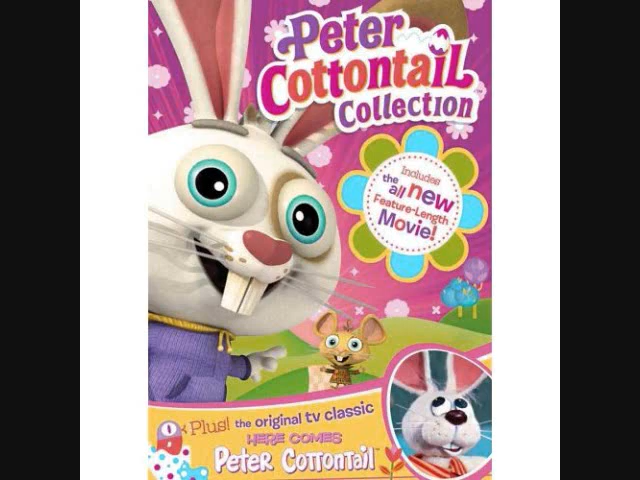 Peter
Cottontail
Collection
Includes
the
all new
Feature-Length
Movie!
Plus! the original tv classic
HERE COMES
Peter Cottontail